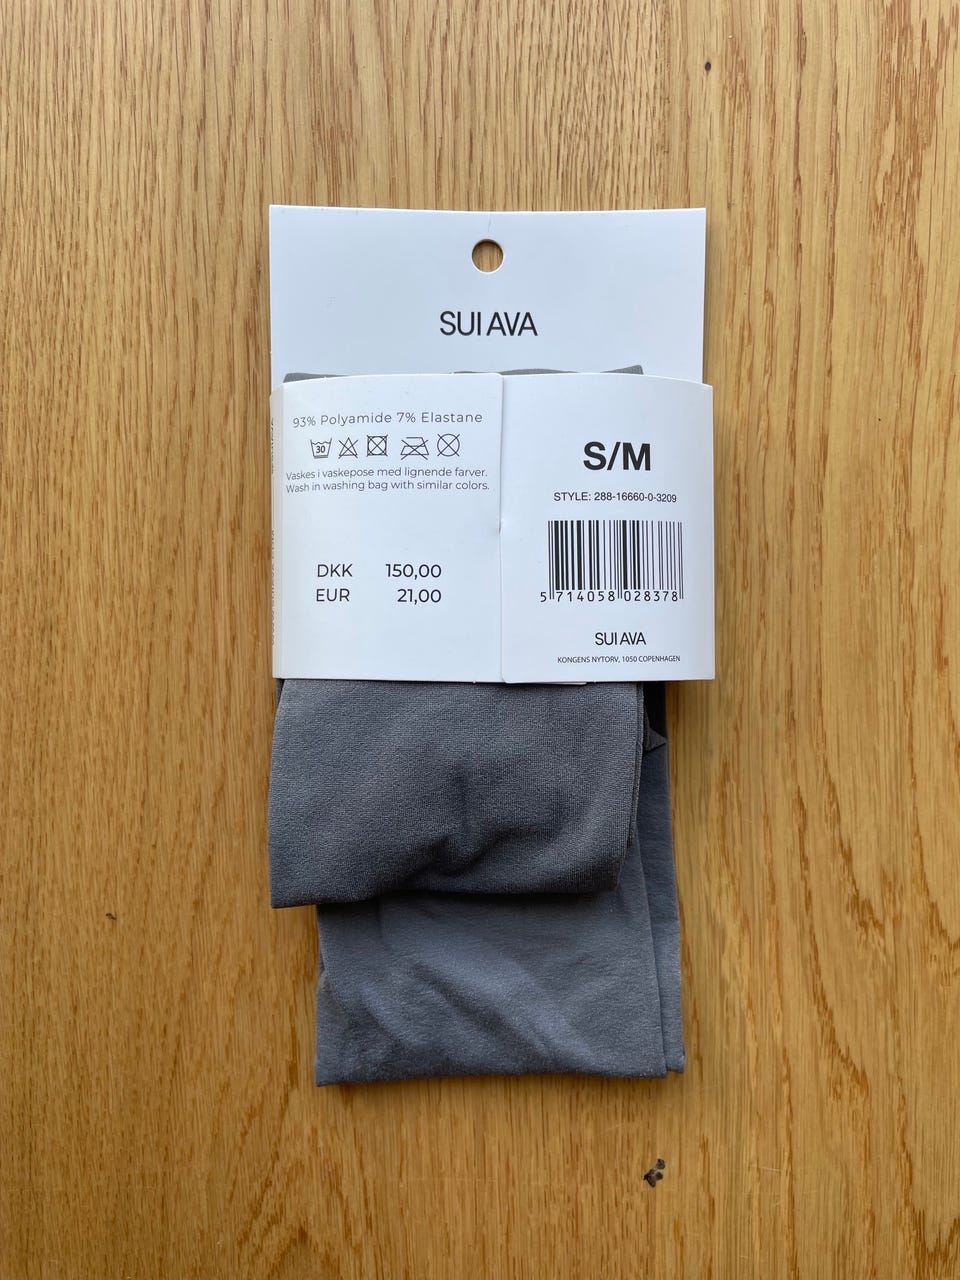 SUI AVA
93% Polyamide 7% Elastane
30
Vaskes i vaskepose med lignende farver.
Wash in washing bag with similar colors.
DKK 150,00
EUR 21,00
S/M
STYLE: 288-16660-0-3209
5 714058 028378
SUI AVA
KONGENS NYTORV, 1050 COPENHAGEN